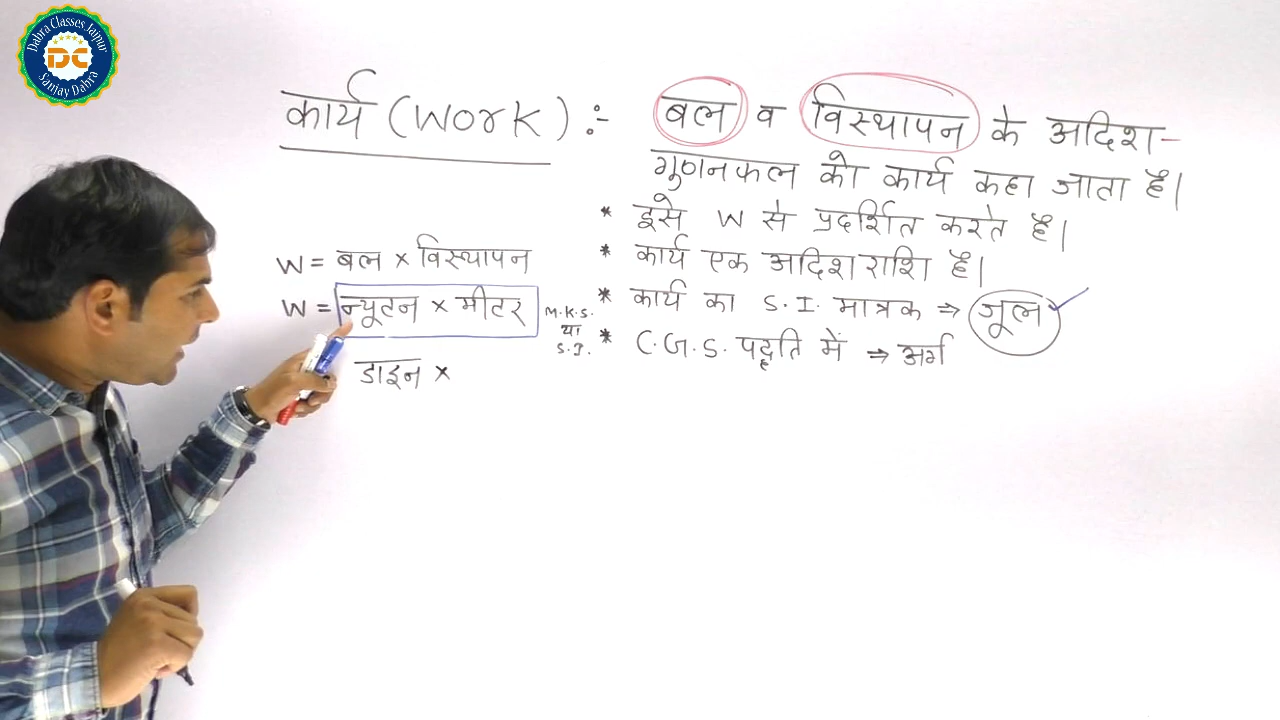 Dabra Classes Jaipur
DC
Sanjay Dabra
कार्य (Work) :- बल व विस्थापन के अदिश-
गुणनफल को कार्य कहा जाता है।
* इसे W से प्रदर्शित करते है।
* कार्य एक अदिश राशि है।
* कार्य का S.I. मात्रक ⇒ जूल
* C.G.S. पद्दति में ⇒ अर्ग
W = बल × विस्थापन
W = न्यूटन × मीटर
M.K.S.
या
S.I.
डाइन ×